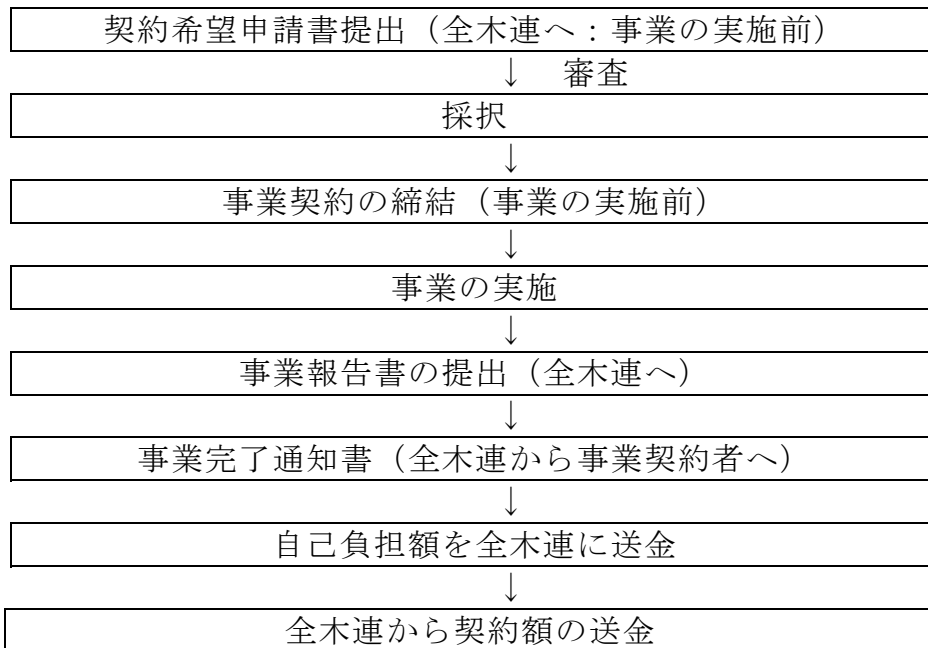 契約希望申請書提出（全木連へ：事業の実施前）
↓　審査
採択
↓
事業契約の締結（事業の実施前）
↓
事業の実施
↓
事業報告書の提出（全木連へ）
↓
事業完了通知書（全木連から事業契約者へ）
↓
自己負担額を全木連に送金
↓
全木連から契約額の送金